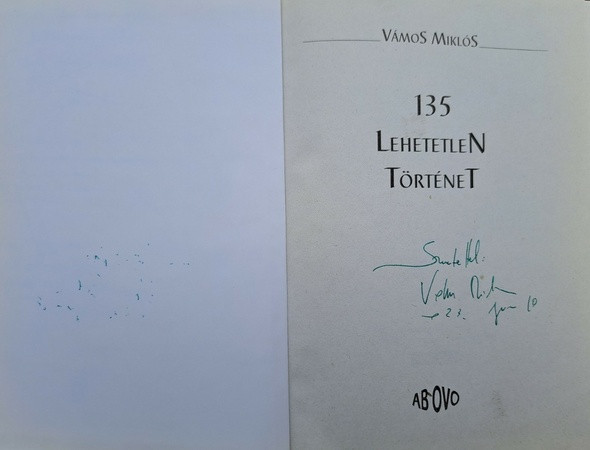 VÁMOS MIKLÓS
135
LEHETETLEN
TÖRTÉNET
Szeretettel:
AB OVO